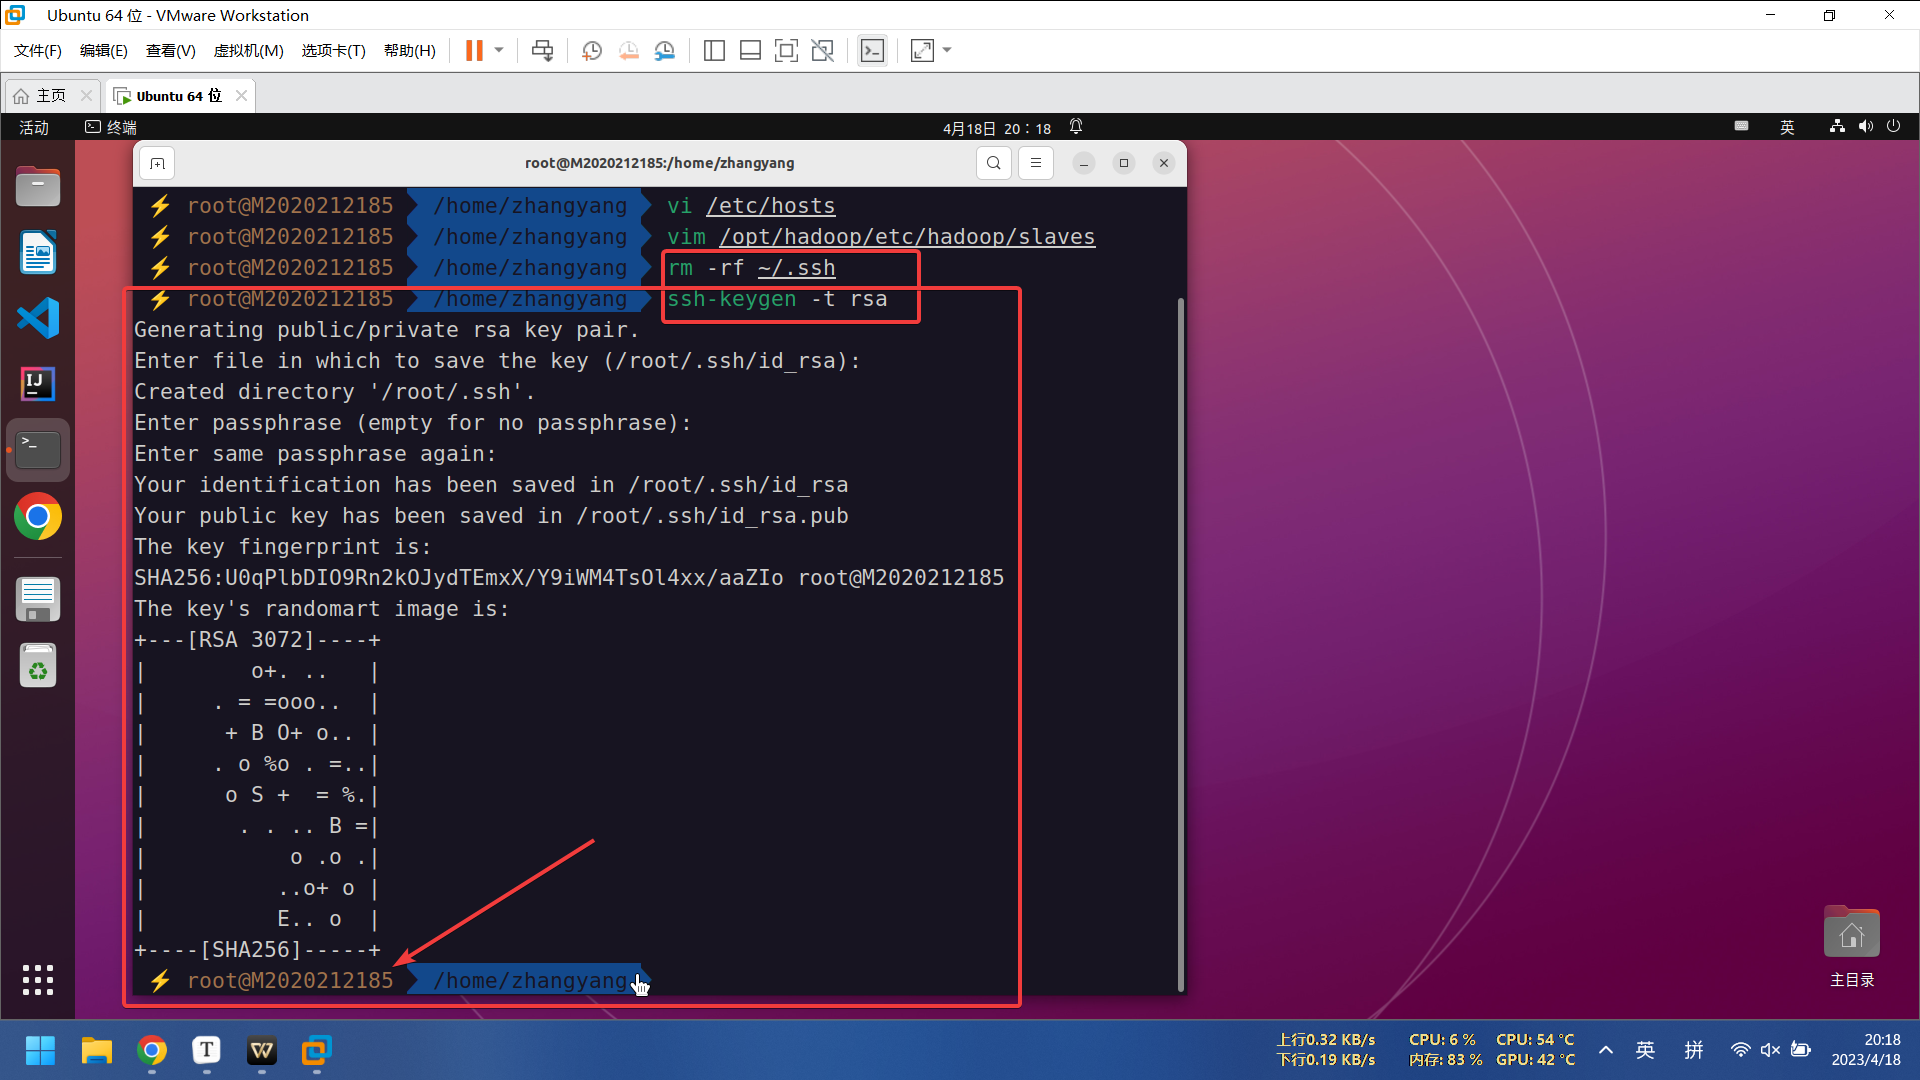 Ubuntu 64 位 - VMware Workstation
文件(F) 编辑(E) 查看(V) 虚拟机(M) 选项卡(T) 帮助(H)
主页 Ubuntu 64 位
活动 终端 4月18日 20：18 英
root@M2020212185:/home/zhangyang
root@M2020212185 /home/zhangyang vi /etc/hosts
root@M2020212185 /home/zhangyang vim /opt/hadoop/etc/hadoop/slaves
root@M2020212185 /home/zhangyang rm -rf ~/.ssh
root@M2020212185 /home/zhangyang ssh-keygen -t rsa
Generating public/private rsa key pair.
Enter file in which to save the key (/root/.ssh/id_rsa):
Created directory '/root/.ssh'.
Enter passphrase (empty for no passphrase):
Enter same passphrase again:
Your identification has been saved in /root/.ssh/id_rsa
Your public key has been saved in /root/.ssh/id_rsa.pub
The key fingerprint is:
SHA256:U0qPlbDIO9Rn2kOJydTEmxX/Y9iWM4TsOl4xx/aaZIo root@M2020212185
The key's randomart image is:
+---[RSA 3072]----+
|        o+. ..   |
|     . = =ooo..  |
|      + B O+ o.. |
|     . o %o . =..|
|      o S +  = %.|
|       . . .. B =|
|           o .o .|
|          ..o+ o |
|          E.. o  |
+----[SHA256]-----+
root@M2020212185 /home/zhangyang
主目录
上行0.32 KB/s CPU: 6 % CPU: 54 °C
下行0.19 KB/s 内存: 83 % GPU: 42 °C
英 拼
20:18
2023/4/18